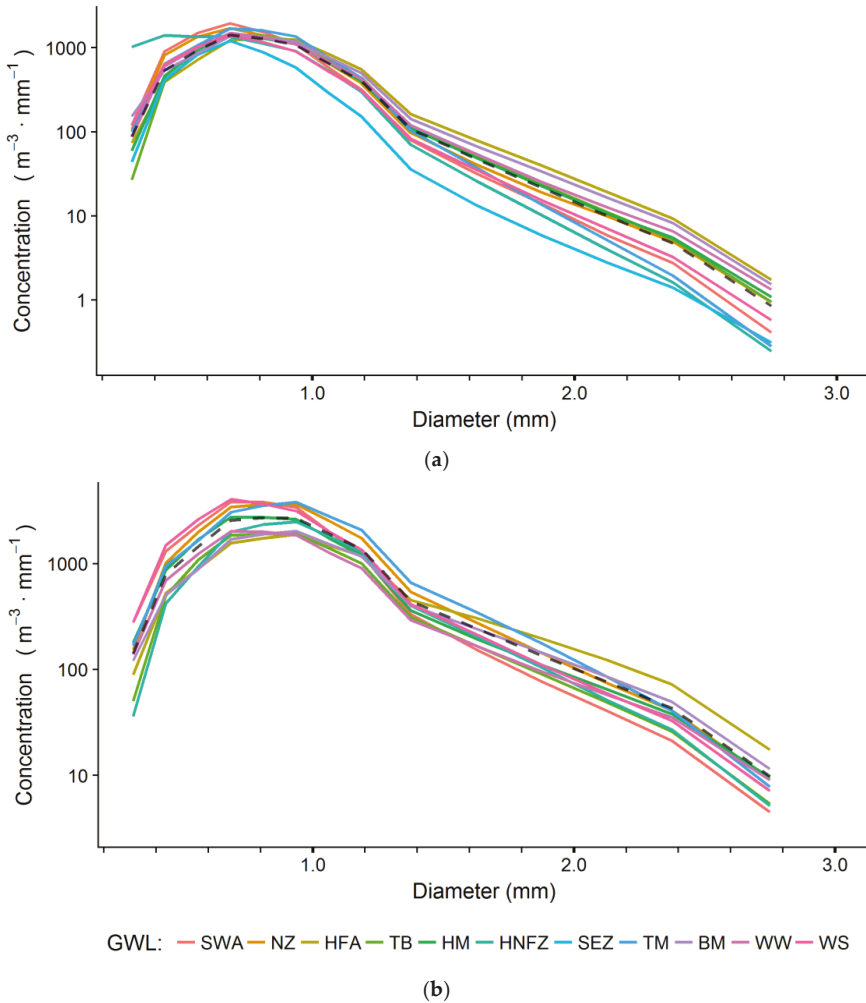 1000
100
10
1
Concentration ( m⁻³ · mm⁻¹)
1.0 2.0 3.0
Diameter (mm)
(a)
1000
100
10
Concentration ( m⁻³ · mm⁻¹)
1.0 2.0 3.0
Diameter (mm)
GWL: SWA NZ HFA TB HM HNFZ SEZ TM BM WW WS
(b)